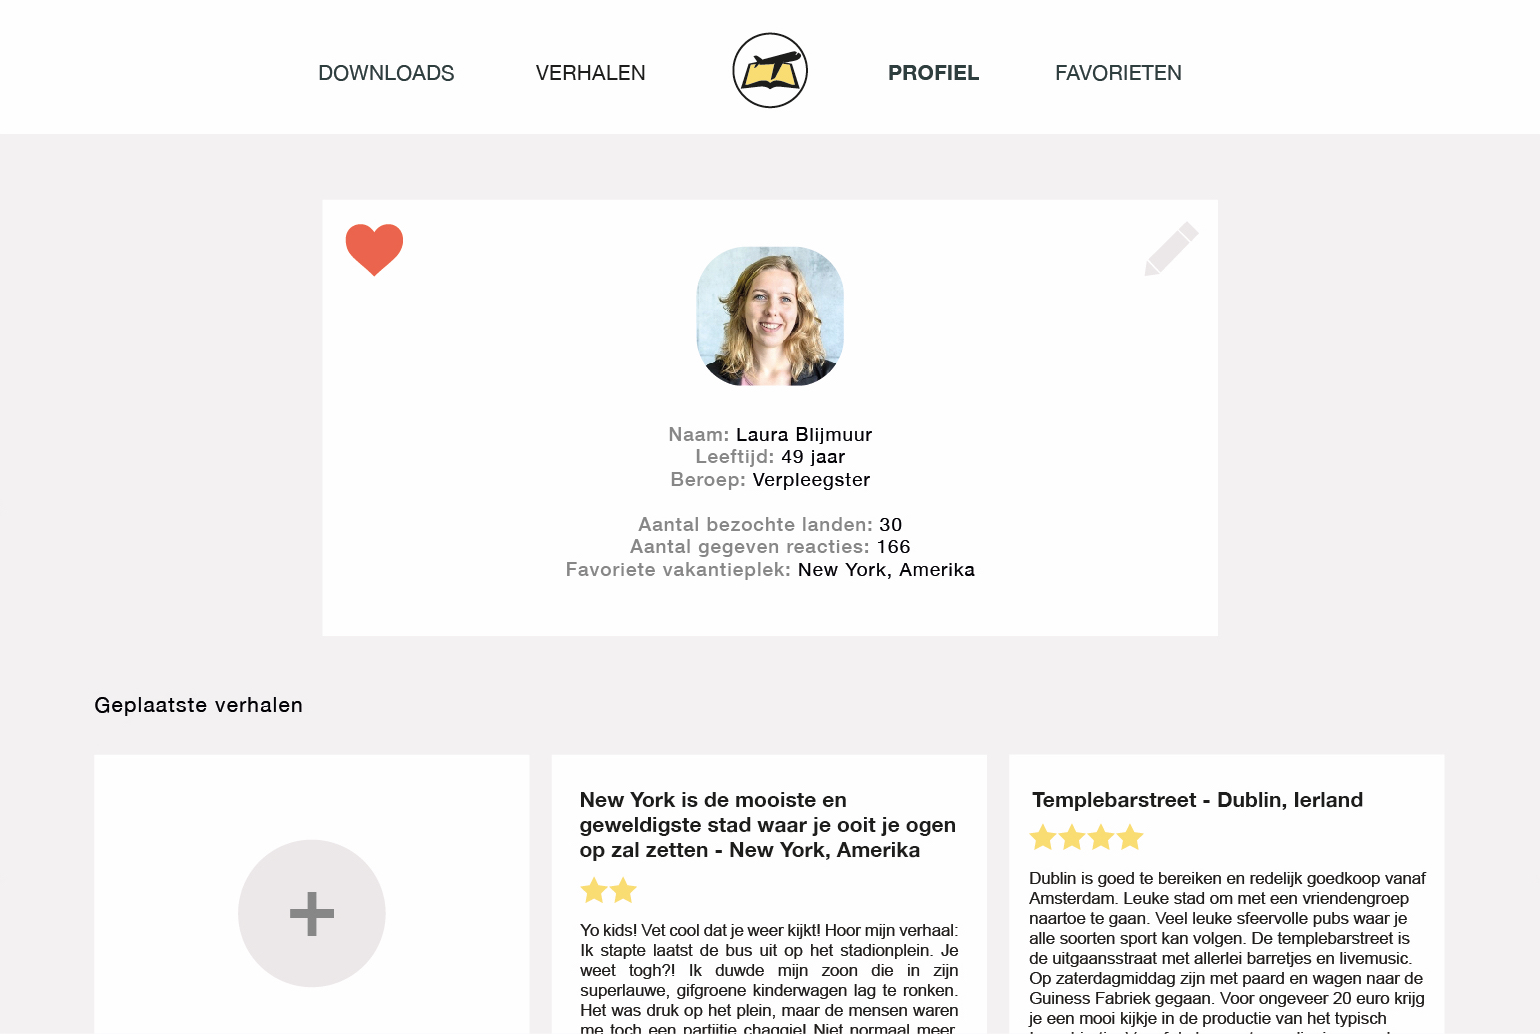 DOWNLOADS VERHALEN PROFIEL FAVORIETEN
Naam: Laura Blijmuur
Leeftijd: 49 jaar
Beroep: Verpleegster
Aantal bezochte landen: 30
Aantal gegeven reacties: 166
Favoriete vakantieplek: New York, Amerika
Geplaatste verhalen
+
New York is de mooiste en
geweldigste stad waar je ooit je ogen
op zal zetten - New York, Amerika
Yo kids! Vet cool dat je weer kijkt! Hoor mijn verhaal:
Ik stapte laatst de bus uit op het stadionplein. Je
weet togh?! Ik duwde mijn zoon die in zijn
superlauwe, gifgroene kinderwagen lag te ronken.
Het was druk op het plein, maar de mensen waren
me toch een partijtje chaggie! Niet normaal meer.
Templebarstreet - Dublin, Ierland
Dublin is goed te bereiken en redelijk goedkoop vanaf
Amsterdam. Leuke stad om met een vriendengroep
naartoe te gaan. Veel leuke sfeervolle pubs waar je
alle soorten sport kan volgen. De templebarstreet is
de uitgaansstraat met allerlei barretjes en livemusic.
Op zaterdagmiddag zijn met paard en wagen naar de
Guiness Fabriek gegaan. Voor ongeveer 20 euro krijg
je een mooi kijkje in de productie van het typisch